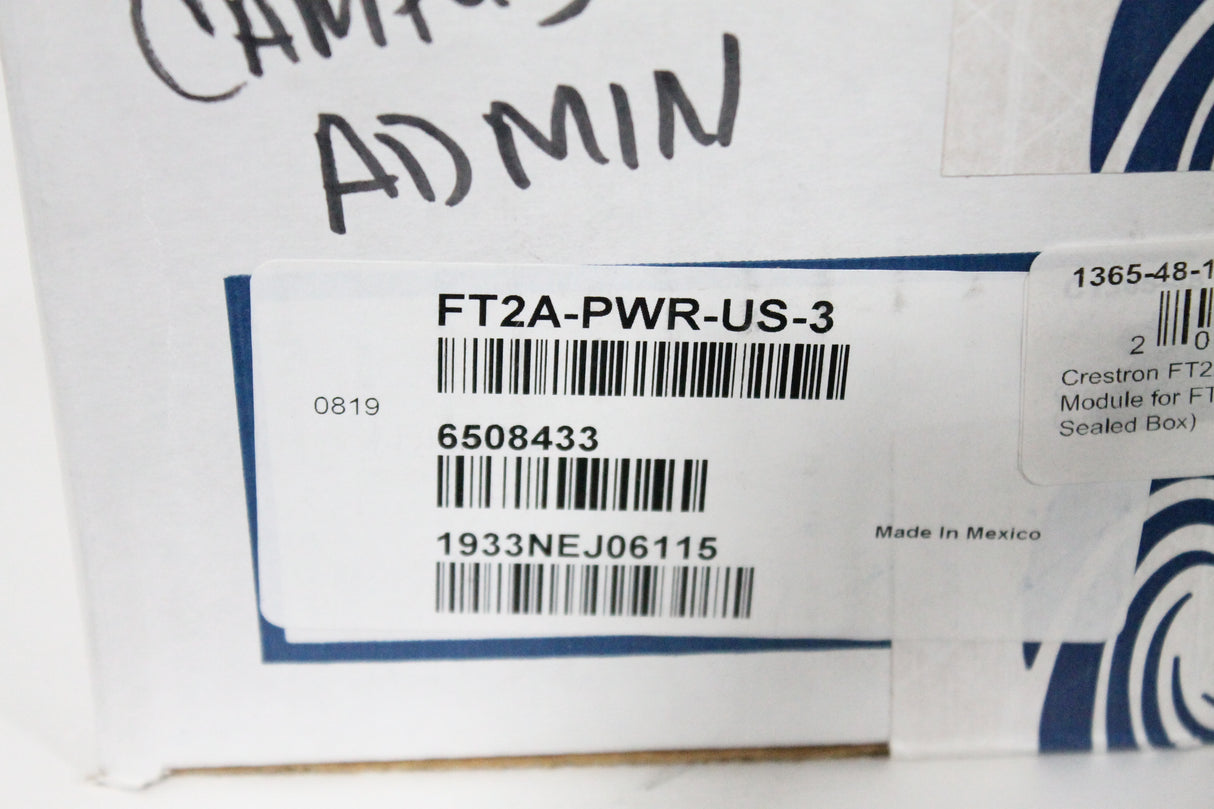 CAMPUS
ADMIN
FT2A-PWR-US-3
0819
6508433
1933NEJ06115
Made In Mexico
1365-48-1
2 0
Crestron FT2
Module for FT
Sealed Box)